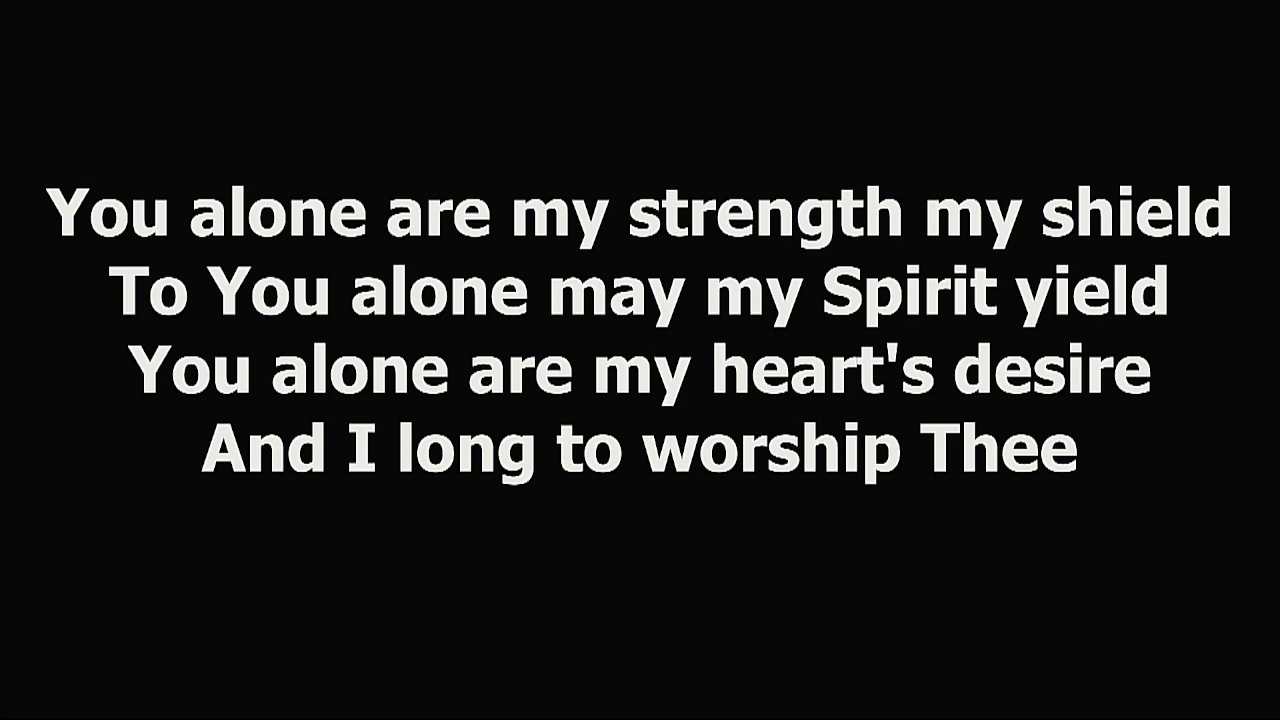 You alone are my strength my shield
To You alone may my Spirit yield
You alone are my heart's desire
And I long to worship Thee